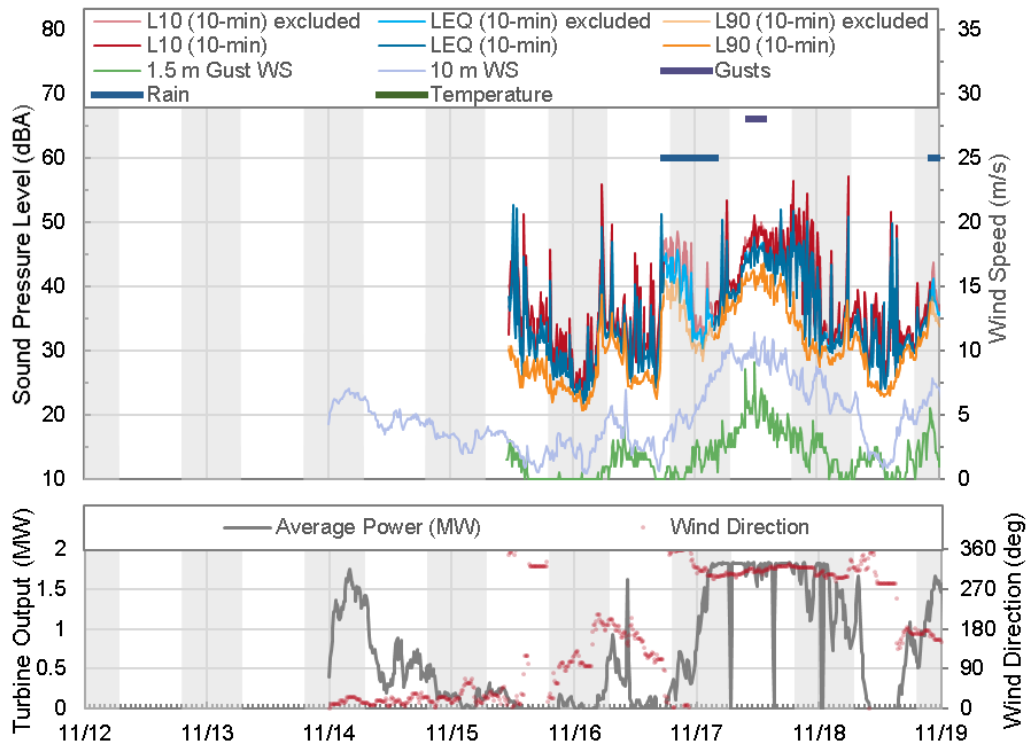 L10 (10-min) excluded LEQ (10-min) excluded L90 (10-min) excluded
L10 (10-min) LEQ (10-min) L90 (10-min)
1.5 m Gust WS 10 m WS Gusts
Rain Temperature
Sound Pressure Level (dBA)
80
70
60
50
40
30
20
10
Wind Speed (m/s)
35
30
25
20
15
10
5
0
Average Power (MW) Wind Direction
Turbine Output (MW)
2
1.5
1
0.5
0
Wind Direction (deg)
360
270
180
90
0
11/12 11/13 11/14 11/15 11/16 11/17 11/18 11/19